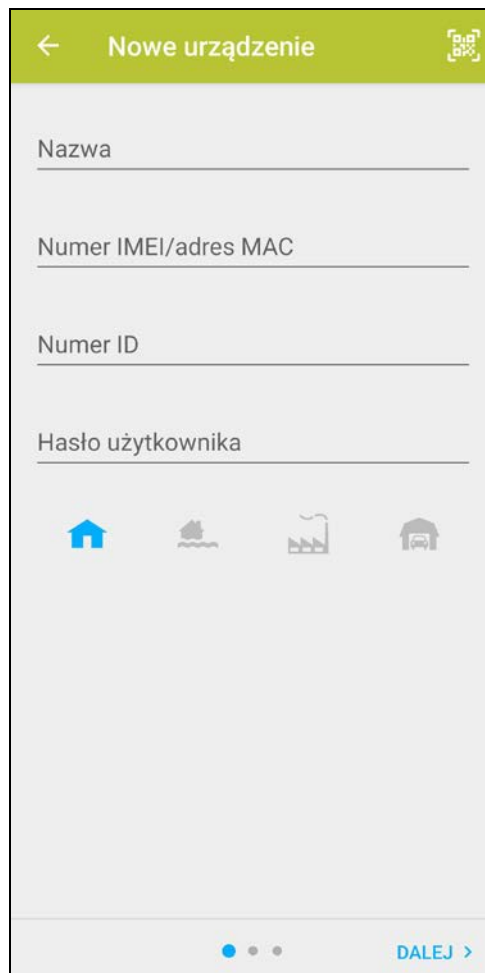 Nowe urządzenie
Nazwa
Numer IMEI/adres MAC
Numer ID
Hasło użytkownika
DALEJ >